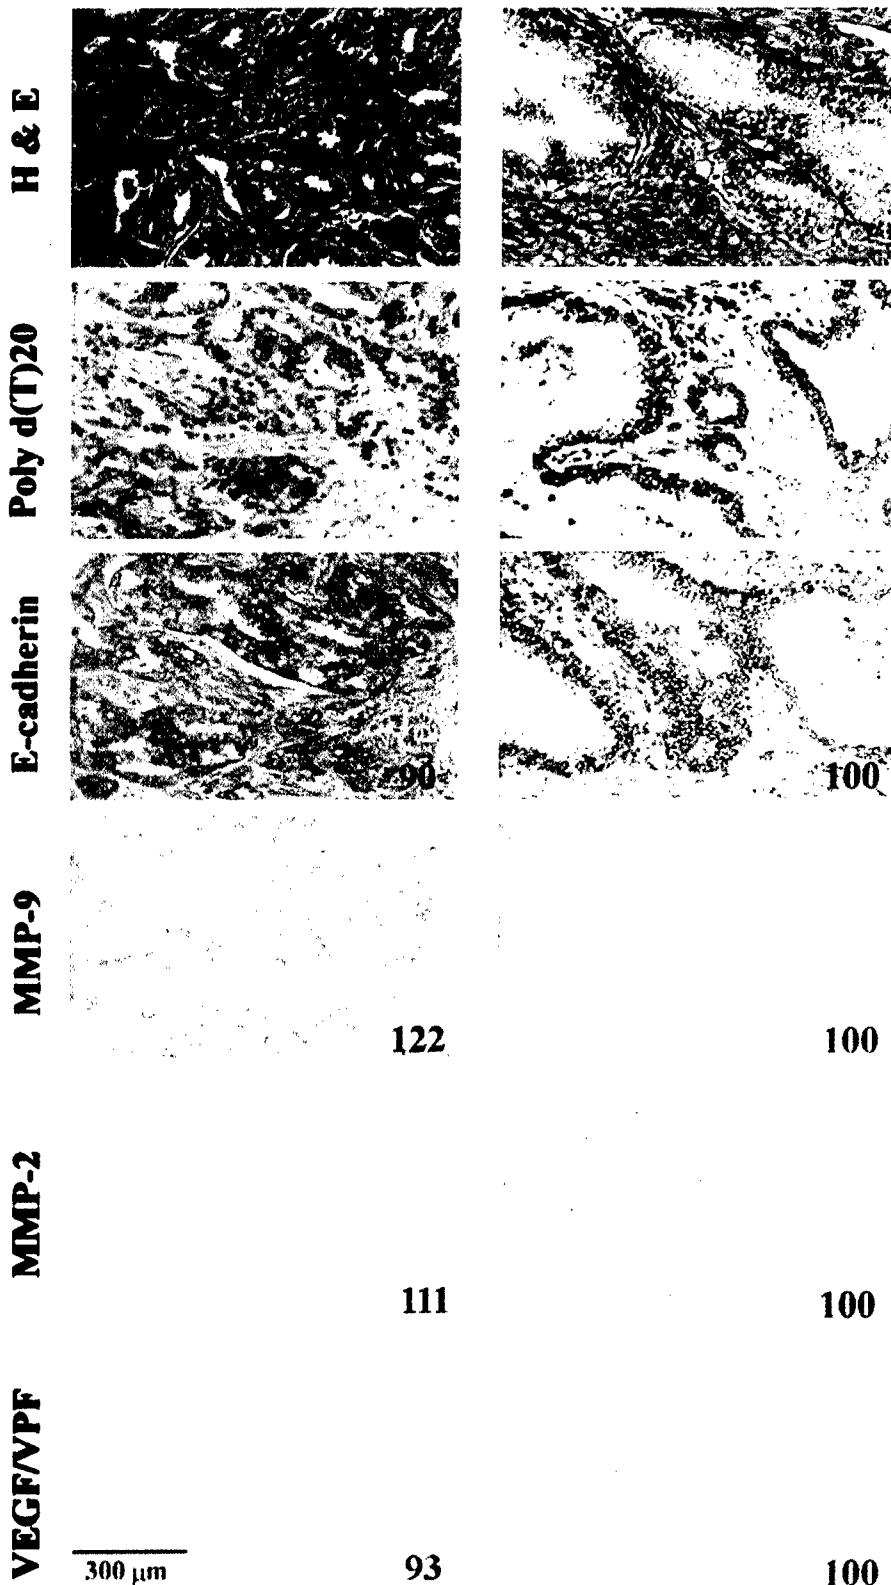 H & E
Poly d(T)20
E-cadherin
90
100
MMP-9
122
100
MMP-2
111
100
VEGF/VPF
300 μm
93
100